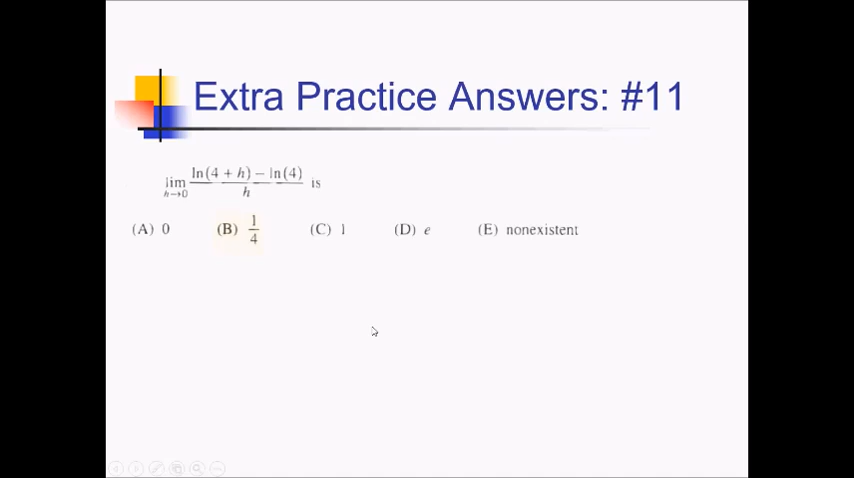 Extra Practice Answers: #11
lim h→0 ln(4 + h) − ln(4) / h is
(A) 0 (B) 1/4 (C) 1 (D) e (E) nonexistent